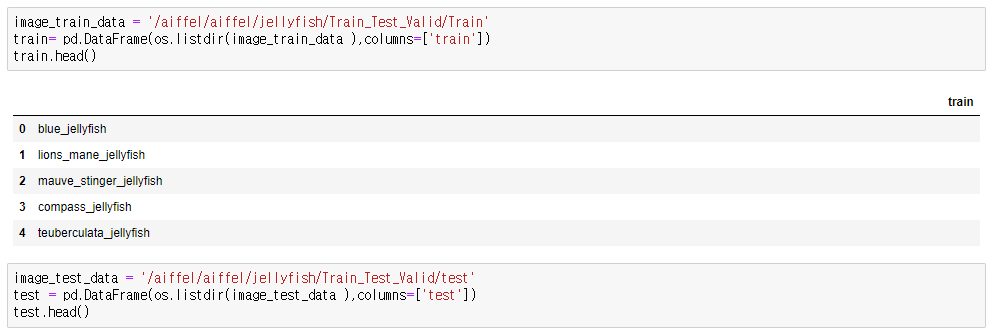 image_train_data = '/aiffel/aiffel/jellyfish/Train_Test_Valid/Train'
train= pd.DataFrame(os.listdir(image_train_data ),columns=['train'])
train.head()
train
0 blue_jellyfish
1 lions_mane_jellyfish
2 mauve_stinger_jellyfish
3 compass_jellyfish
4 teuberculata_jellyfish
image_test_data = '/aiffel/aiffel/jellyfish/Train_Test_Valid/test'
test = pd.DataFrame(os.listdir(image_test_data ),columns=['test'])
test.head()